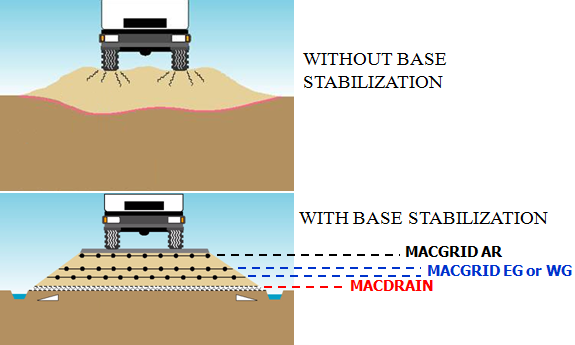 WITHOUT BASE
STABILIZATION
WITH BASE STABILIZATION
MACGRID AR
MACGRID EG or WG
MACDRAIN